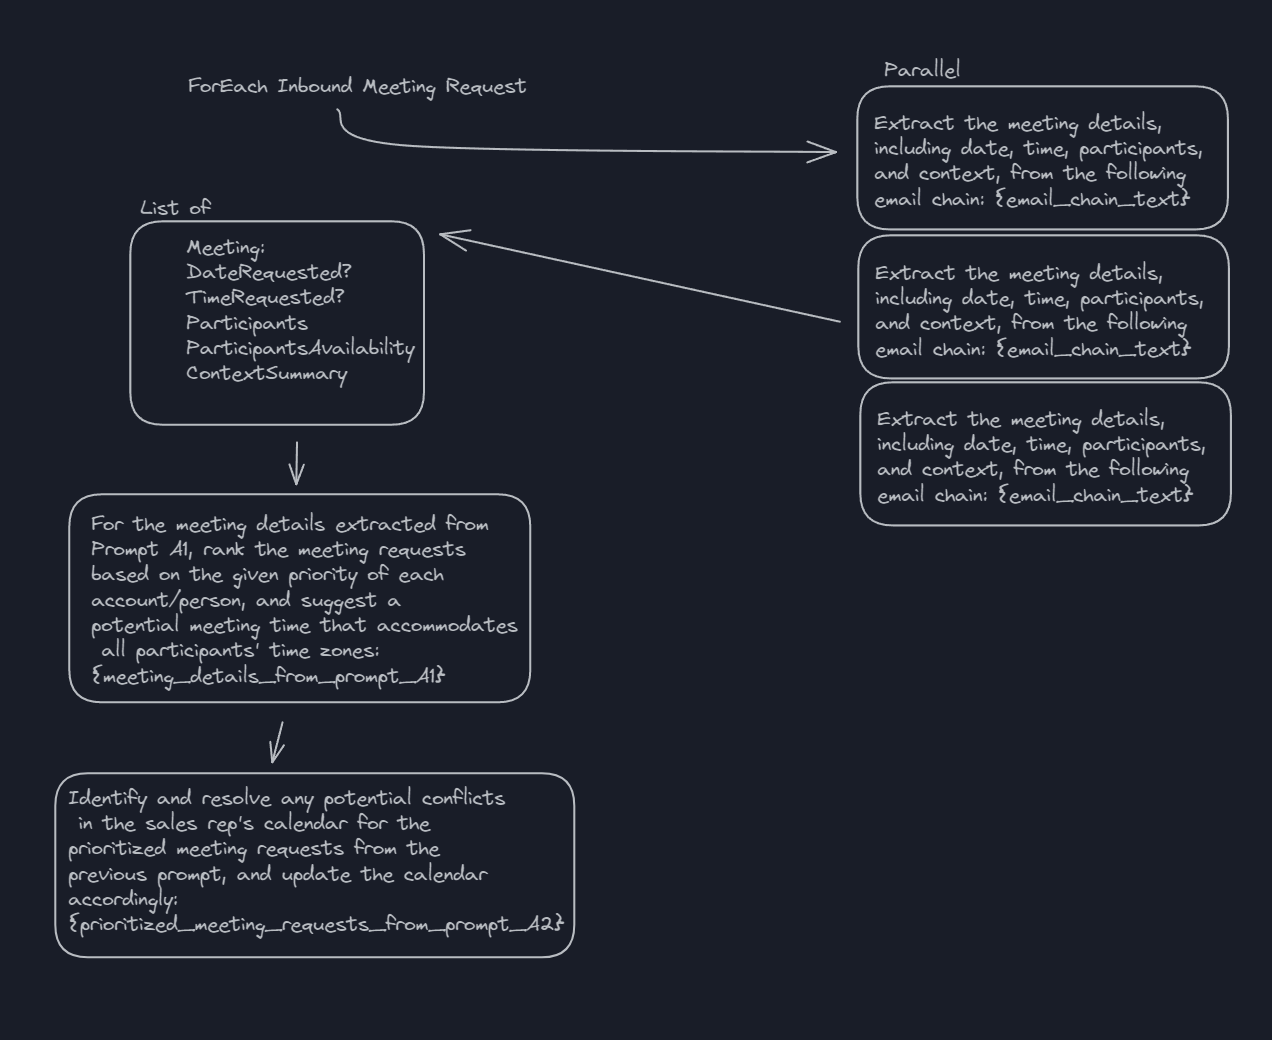 ForEach Inbound Meeting Request
Parallel
Extract the meeting details,
including date, time, participants,
and context, from the following
email chain: {email_chain_text}
Extract the meeting details,
including date, time, participants,
and context, from the following
email chain: {email_chain_text}
Extract the meeting details,
including date, time, participants,
and context, from the following
email chain: {email_chain_text}
List of
Meeting:
DateRequested?
TimeRequested?
Participants
ParticipantsAvailability
ContextSummary
For the meeting details extracted from
Prompt A1, rank the meeting requests
based on the given priority of each
account/person, and suggest a
potential meeting time that accommodates
all participants' time zones:
{meeting_details_from_prompt_A1}
Identify and resolve any potential conflicts
in the sales rep's calendar for the
prioritized meeting requests from the
previous prompt, and update the calendar
accordingly:
{prioritized_meeting_requests_from_prompt_A2}